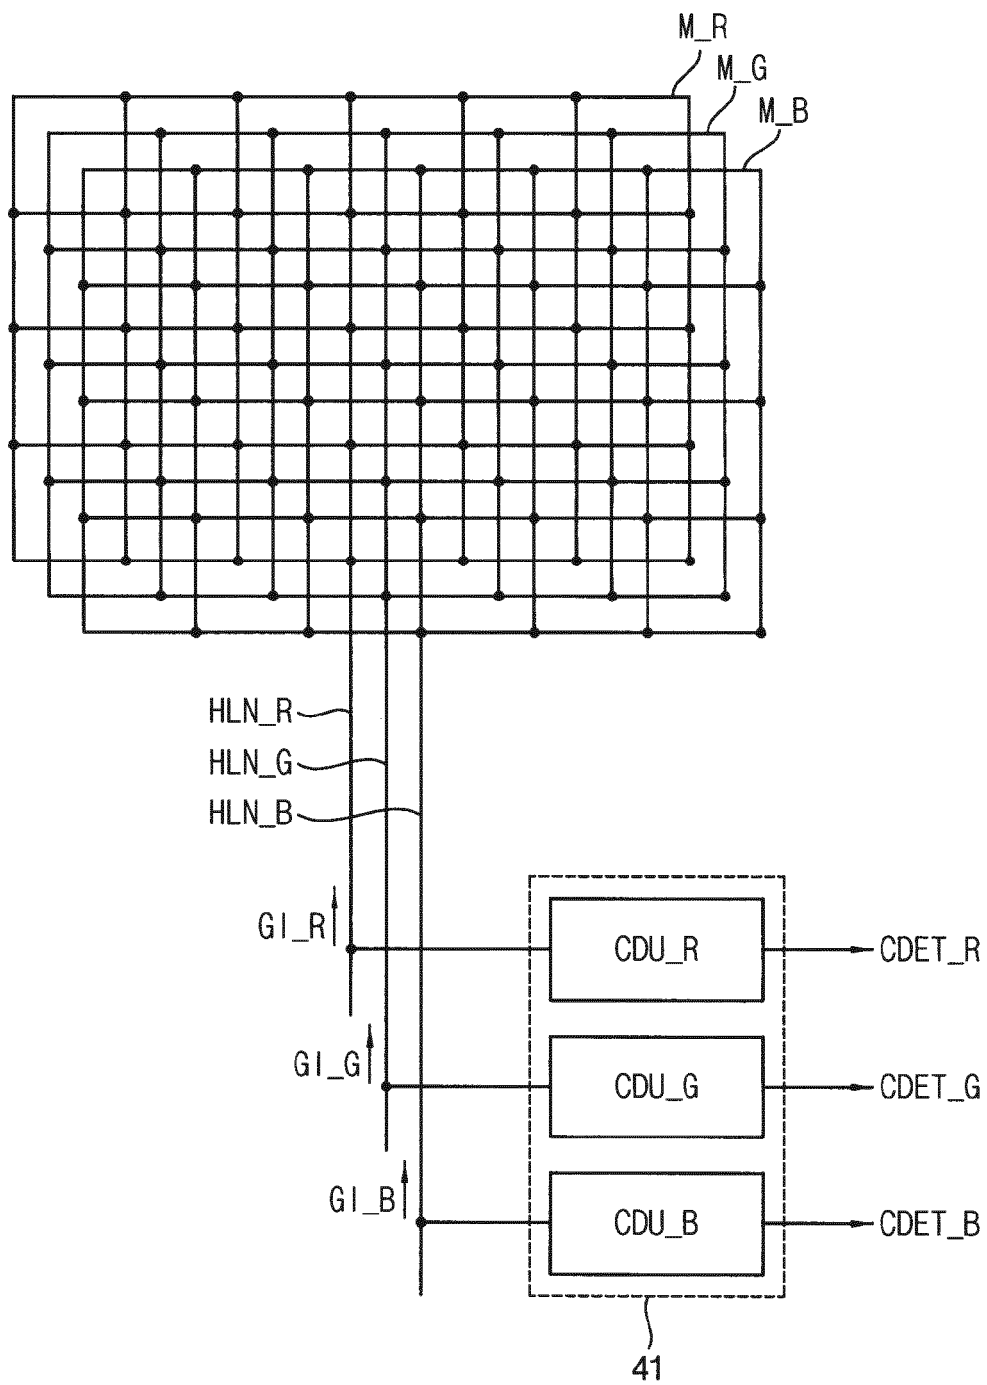 M_R
M_G
M_B
HLN_R
HLN_G
HLN_B
GI_R
CDU_R
CDET_R
GI_G
CDU_G
CDET_G
GI_B
CDU_B
CDET_B
41